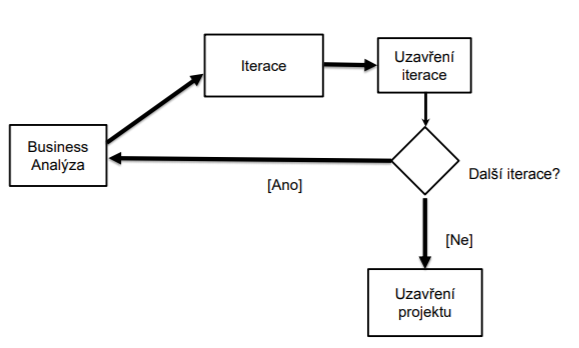 Iterace
Uzavření
iterace
Business
Analýza
Další iterace?
[Ano]
[Ne]
Uzavření
projektu